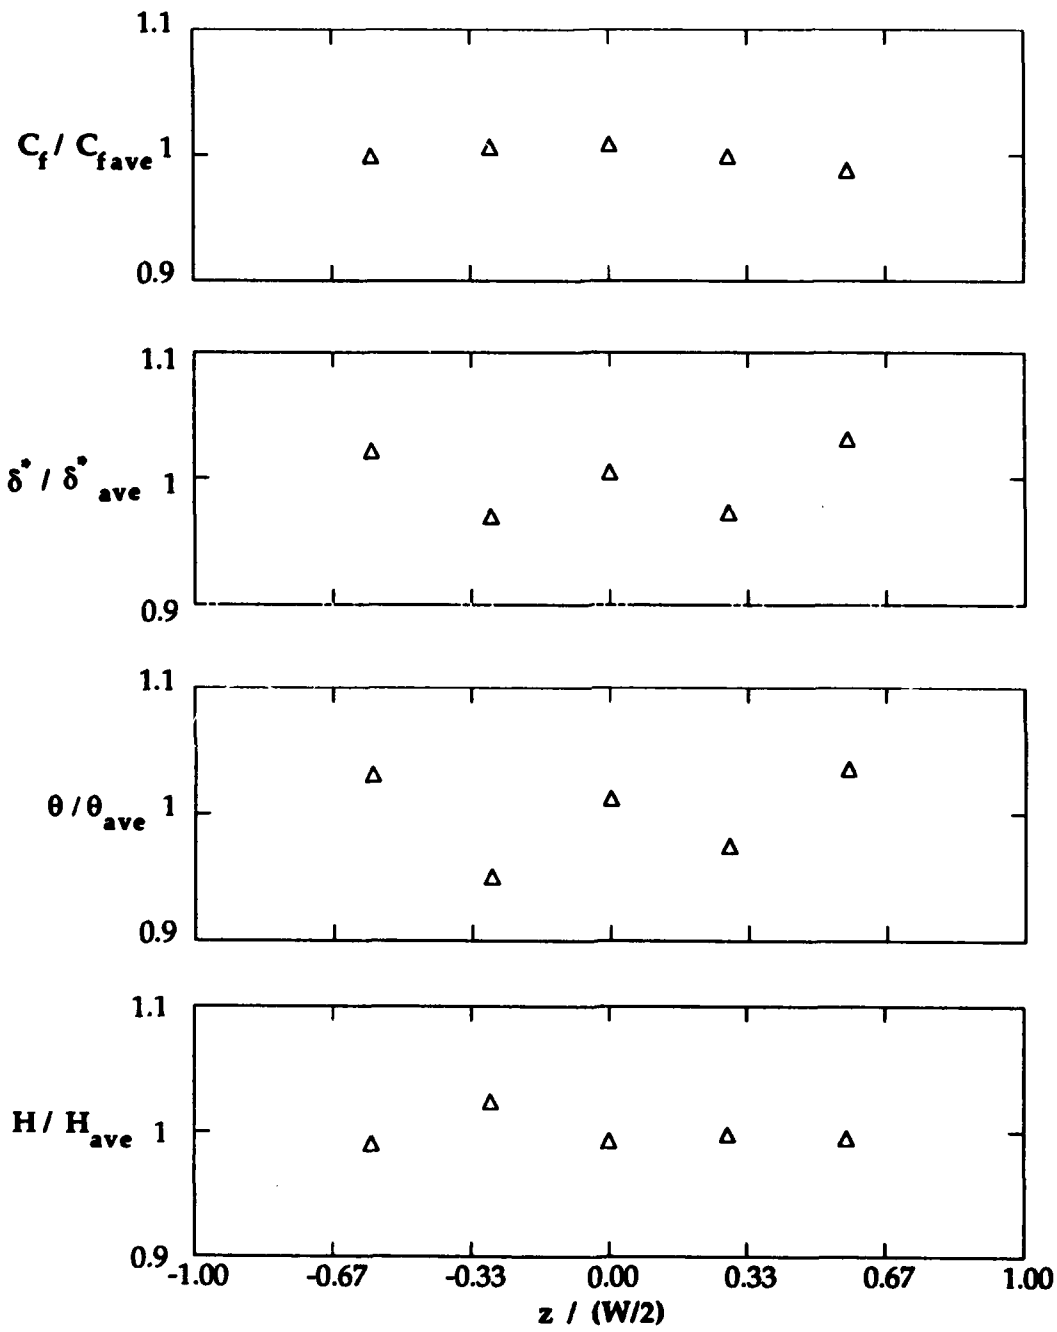 1.1
C_f / C_f ave 1
0.9
1.1
δ* / δ* ave 1
0.9
1.1
θ / θ ave 1
0.9
1.1
H / H ave 1
0.9
-1.00 -0.67 -0.33 0.00 0.33 0.67 1.00
z / (W/2)